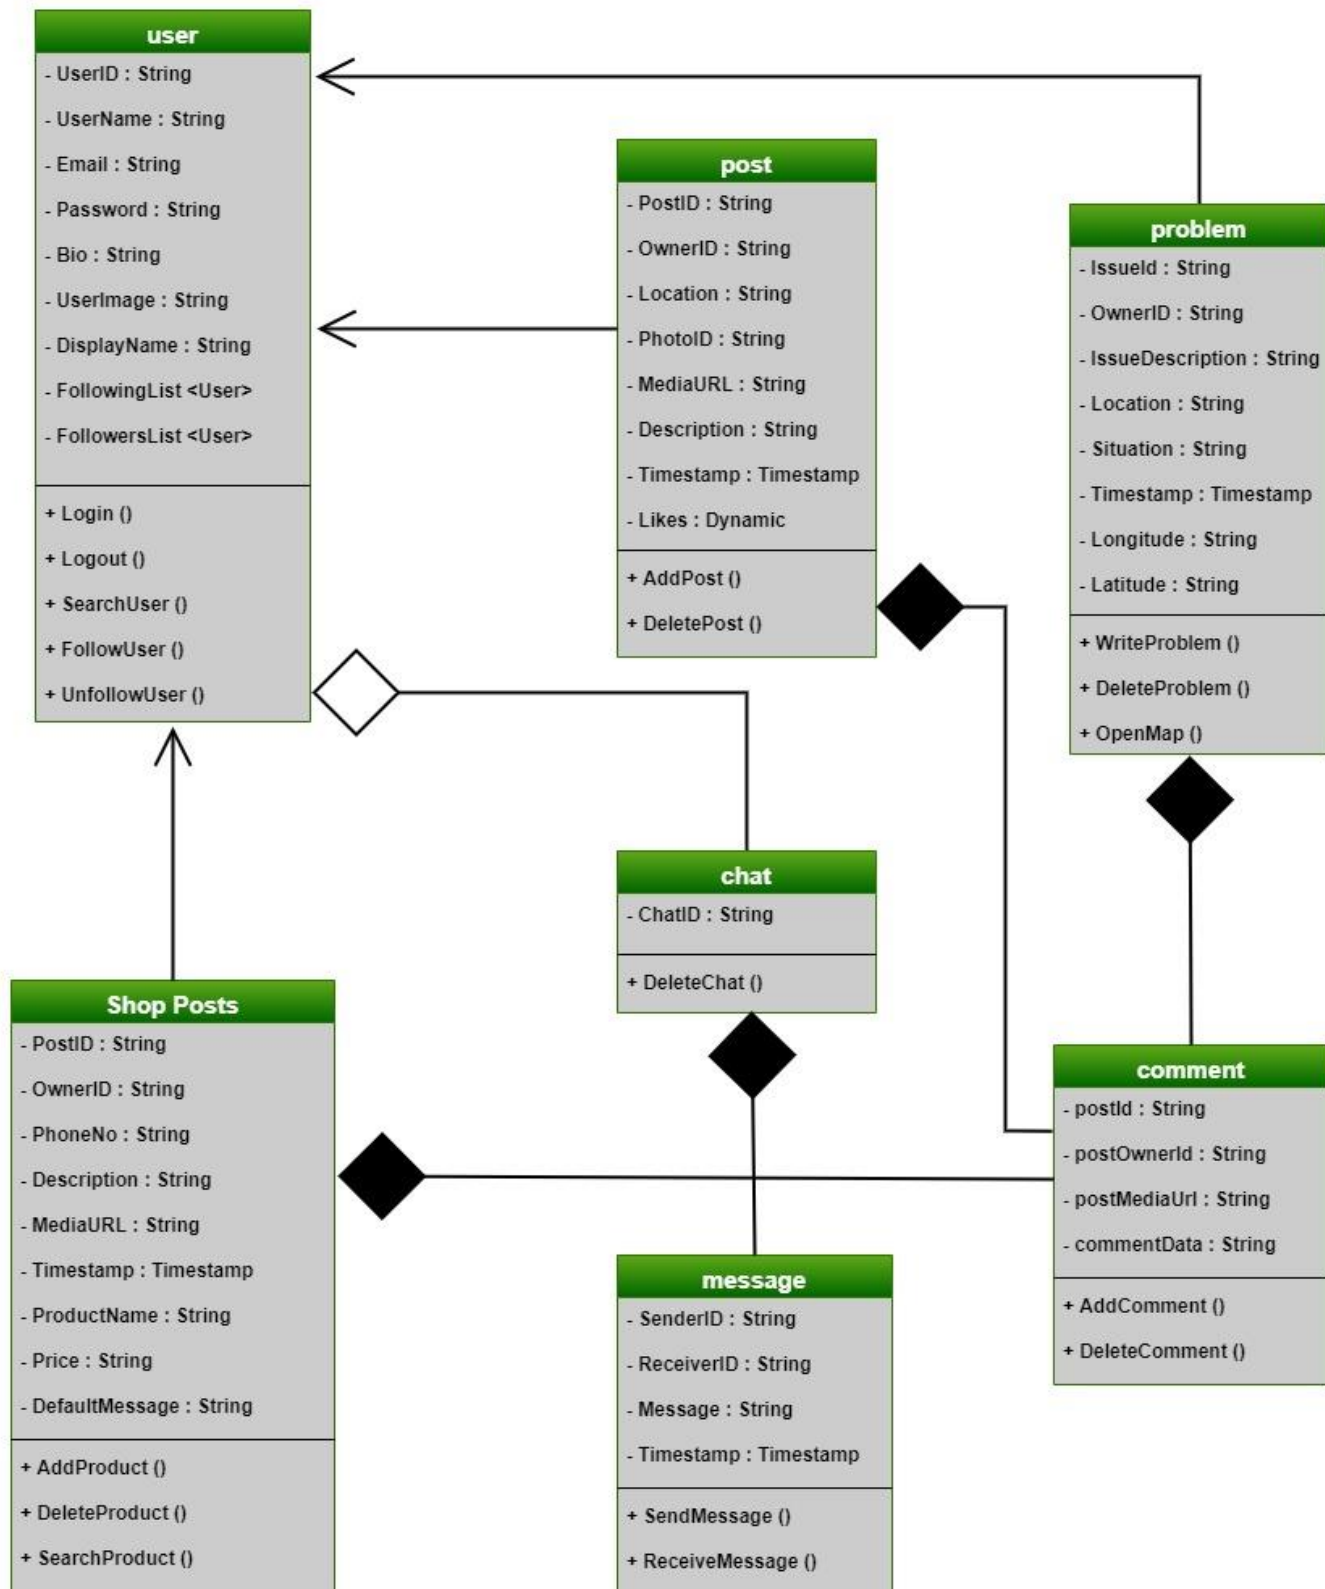 user
- UserID : String
- UserName : String
- Email : String
- Password : String
- Bio : String
- UserImage : String
- DisplayName : String
- FollowingList <User>
- FollowersList <User>
+ Login ()
+ Logout ()
+ SearchUser ()
+ FollowUser ()
+ UnfollowUser ()
post
- PostID : String
- OwnerID : String
- Location : String
- PhotoID : String
- MediaURL : String
- Description : String
- Timestamp : Timestamp
- Likes : Dynamic
+ AddPost ()
+ DeletePost ()
problem
- IssueId : String
- OwnerID : String
- IssueDescription : String
- Location : String
- Situation : String
- Timestamp : Timestamp
- Longitude : String
- Latitude : String
+ WriteProblem ()
+ DeleteProblem ()
+ OpenMap ()
chat
- ChatID : String
+ DeleteChat ()
Shop Posts
- PostID : String
- OwnerID : String
- PhoneNo : String
- Description : String
- MediaURL : String
- Timestamp : Timestamp
- ProductName : String
- Price : String
- DefaultMessage : String
+ AddProduct ()
+ DeleteProduct ()
+ SearchProduct ()
message
- SenderID : String
- ReceiverID : String
- Message : String
- Timestamp : Timestamp
+ SendMessage ()
+ ReceiveMessage ()
comment
- postId : String
- postOwnerId : String
- postMediaUrl : String
- commentData : String
+ AddComment ()
+ DeleteComment ()